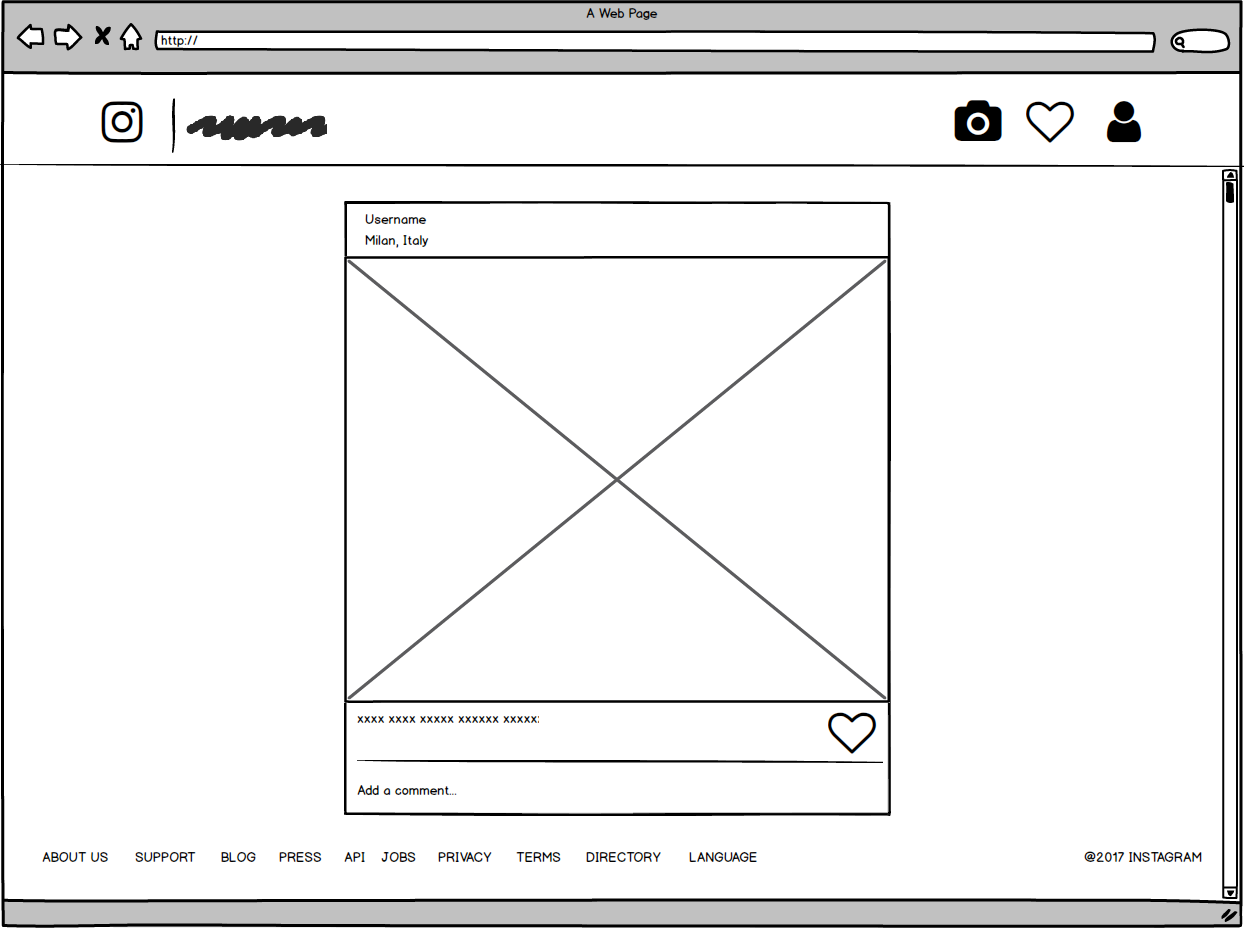 A Web Page
http://
Username
Milan, Italy
xxxx xxxx xxxxx xxxxxx xxxxx
Add a comment...
ABOUT US SUPPORT BLOG PRESS API JOBS PRIVACY TERMS DIRECTORY LANGUAGE @2017 INSTAGRAM